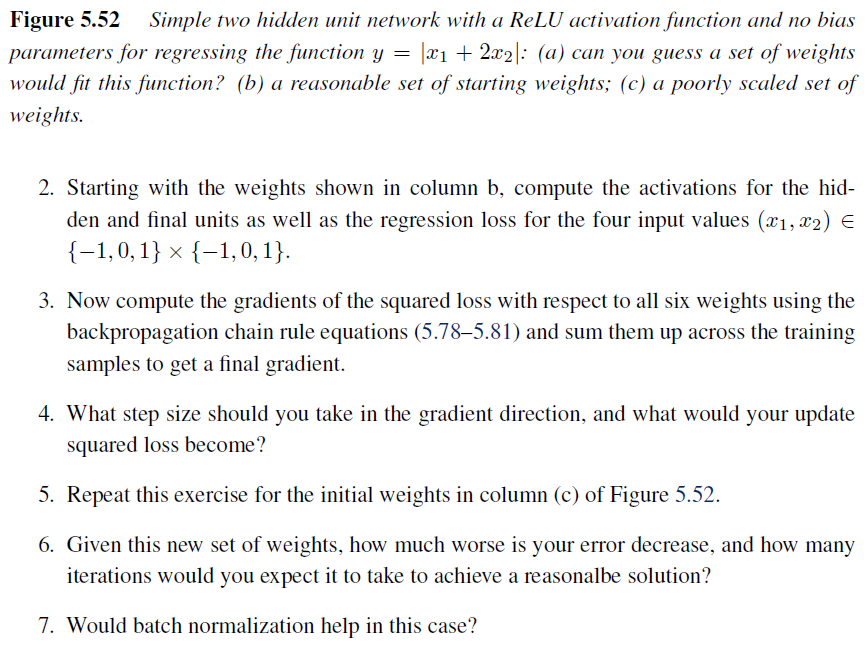 Figure 5.52 Simple two hidden unit network with a ReLU activation function and no bias
parameters for regressing the function y = |x₁ + 2x₂|: (a) can you guess a set of weights
would fit this function? (b) a reasonable set of starting weights; (c) a poorly scaled set of
weights.
2. Starting with the weights shown in column b, compute the activations for the hid-
den and final units as well as the regression loss for the four input values (x₁, x₂) ∈
{−1, 0, 1} × {−1, 0, 1}.
3. Now compute the gradients of the squared loss with respect to all six weights using the
backpropagation chain rule equations (5.78–5.81) and sum them up across the training
samples to get a final gradient.
4. What step size should you take in the gradient direction, and what would your update
squared loss become?
5. Repeat this exercise for the initial weights in column (c) of Figure 5.52.
6. Given this new set of weights, how much worse is your error decrease, and how many
iterations would you expect it to take to achieve a reasonalbe solution?
7. Would batch normalization help in this case?